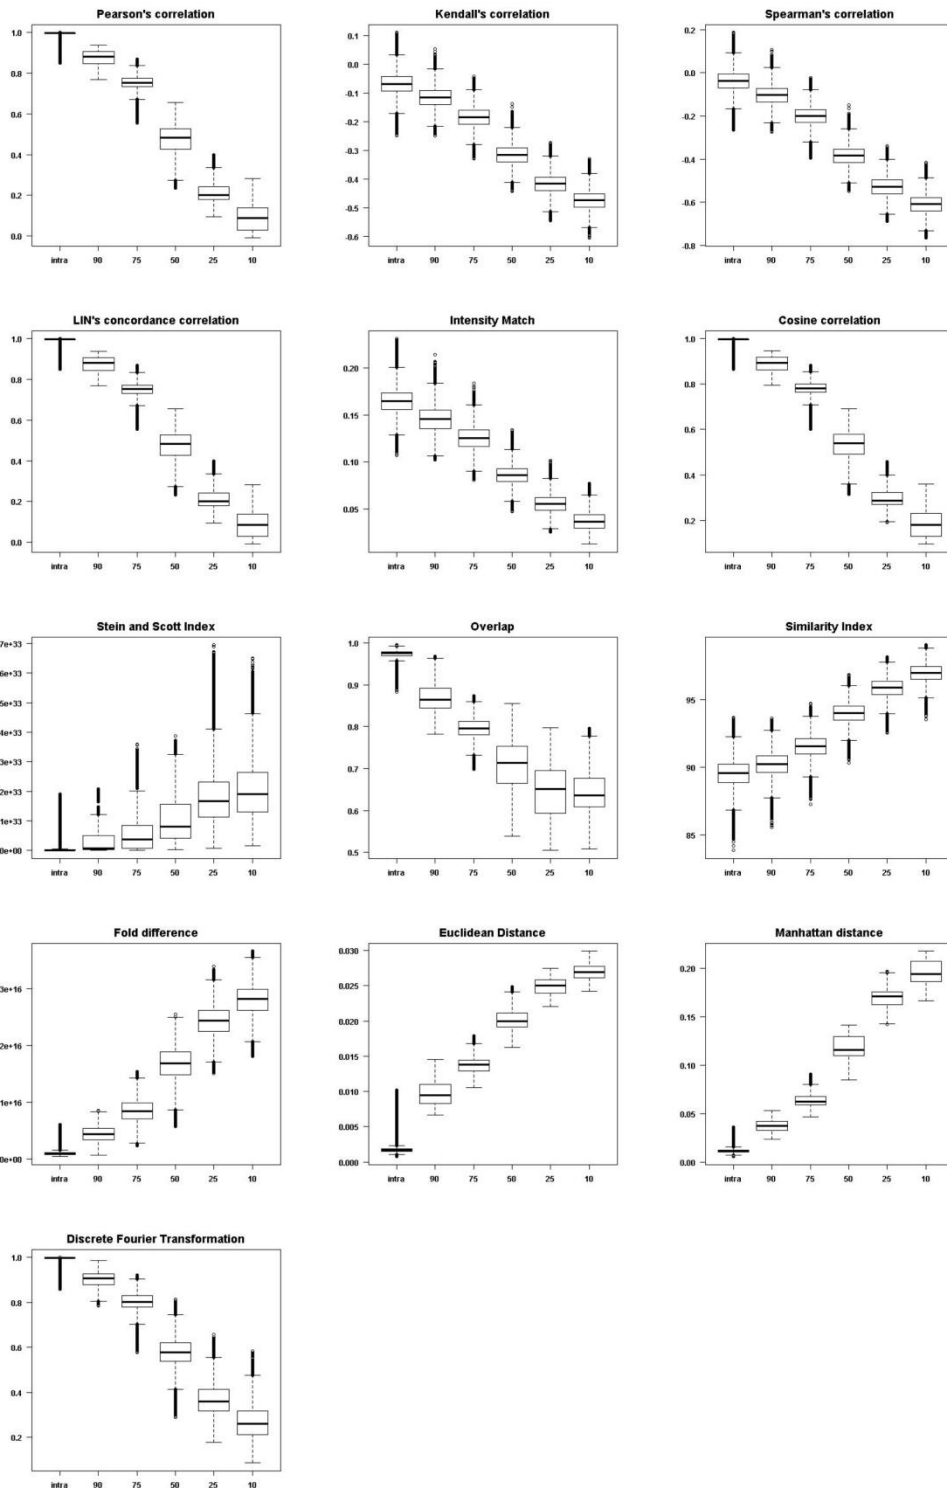 Pearson's correlation
1.0
0.8
0.6
0.4
0.2
0.0
intra 90 75 50 25 10
Kendall's correlation
0.1
0.0
-0.1
-0.2
-0.3
-0.4
-0.5
-0.6
intra 90 75 50 25 10
Spearman's correlation
0.2
0.0
-0.2
-0.4
-0.6
-0.8
intra 90 75 50 25 10
LIN's concordance correlation
1.0
0.8
0.6
0.4
0.2
0.0
intra 90 75 50 25 10
Intensity Match
0.20
0.15
0.10
0.05
intra 90 75 50 25 10
Cosine correlation
1.0
0.8
0.6
0.4
0.2
intra 90 75 50 25 10
Stein and Scott Index
7e+33
6e+33
5e+33
4e+33
3e+33
2e+33
1e+33
0e+00
intra 90 75 50 25 10
Overlap
1.0
0.9
0.8
0.7
0.6
0.5
intra 90 75 50 25 10
Similarity Index
95
90
85
intra 90 75 50 25 10
Fold difference
3e+16
2e+16
1e+16
0e+00
intra 90 75 50 25 10
Euclidean Distance
0.030
0.025
0.020
0.015
0.010
0.005
0.000
intra 90 75 50 25 10
Manhattan distance
0.20
0.15
0.10
0.05
0.00
intra 90 75 50 25 10
Discrete Fourier Transformation
1.0
0.8
0.6
0.4
0.2
intra 90 75 50 25 10